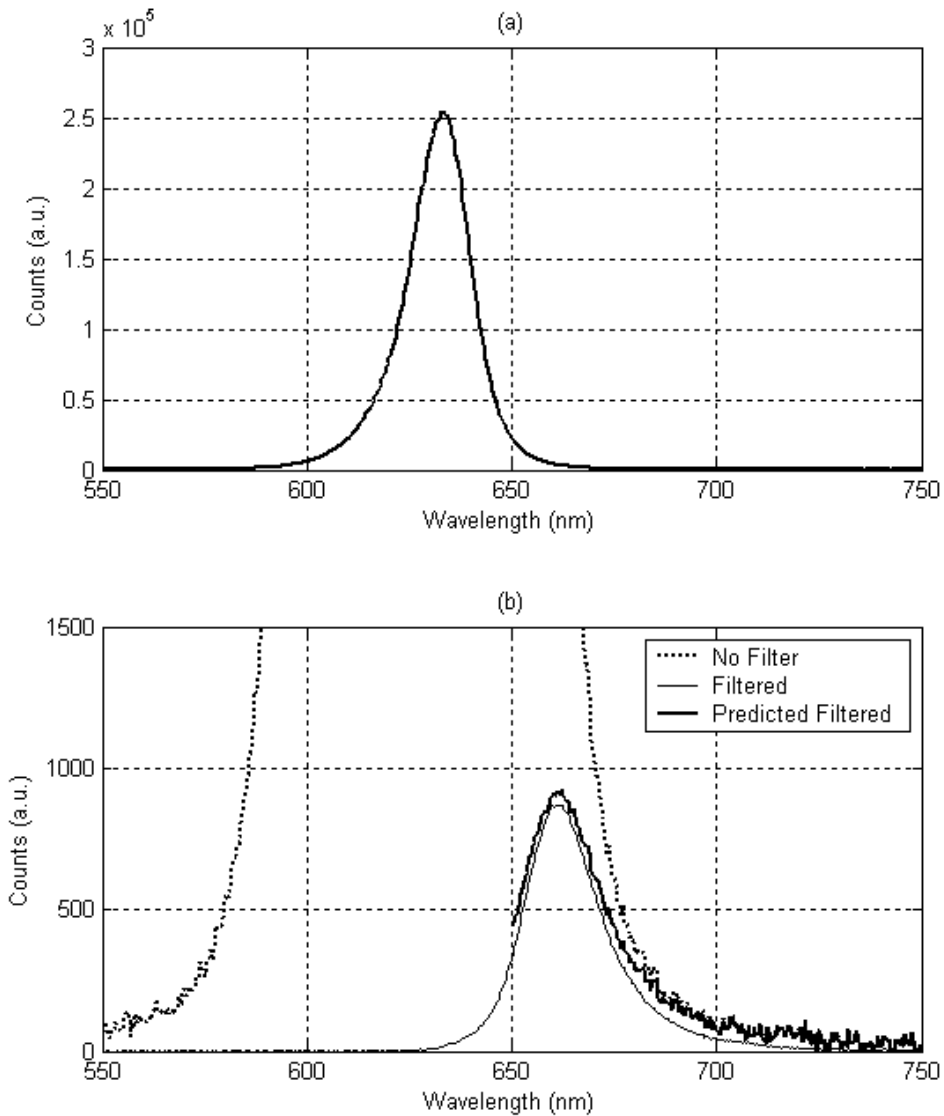 (a)
x 10^5
3
2.5
2
1.5
1
0.5
0
Counts (a.u.)
550 600 650 700 750
Wavelength (nm)
(b)
1500
1000
500
0
Counts (a.u.)
No Filter
Filtered
Predicted Filtered
550 600 650 700 750
Wavelength (nm)